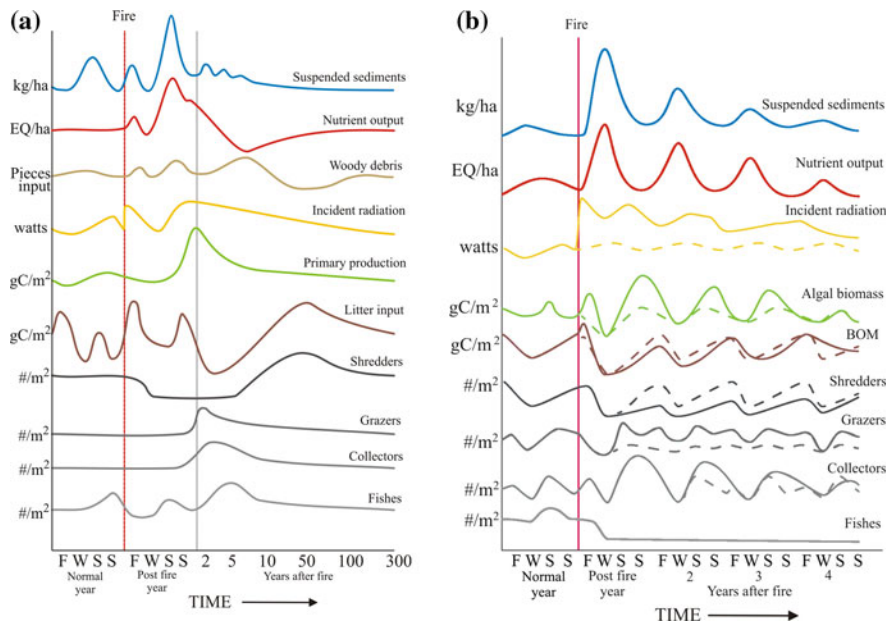 (a)
Fire
kg/ha
Suspended sediments
EQ/ha
Nutrient output
Pieces
input
Woody debris
watts
Incident radiation
gC/m²
Primary production
gC/m²
Litter input
#/m²
Shredders
#/m²
Grazers
#/m²
Collectors
#/m²
Fishes
F W S S F W S S 2 5 10 50 100 300
Normal
year
Post fire
year
Years after fire
TIME
(b)
Fire
kg/ha
Suspended sediments
EQ/ha
Nutrient output
watts
Incident radiation
gC/m²
Algal biomass
gC/m²
BOM
#/m²
Shredders
#/m²
Grazers
#/m²
Collectors
#/m²
Fishes
F W S S F W S S F W S S F W S S F W S S
Normal
year
Post fire
year
2 3 4
Years after fire
TIME